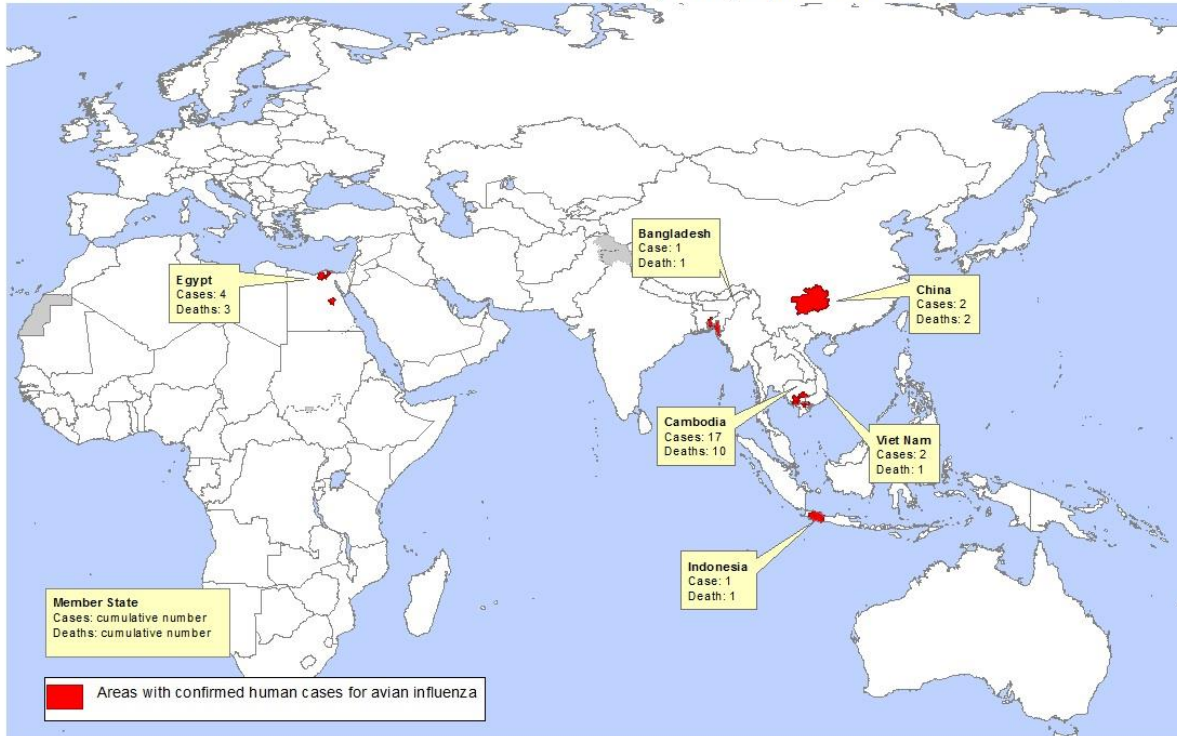 Bangladesh
Case: 1
Death: 1
Egypt
Cases: 4
Deaths: 3
China
Cases: 2
Deaths: 2
Cambodia
Cases: 17
Deaths: 10
Viet Nam
Cases: 2
Death: 1
Indonesia
Case: 1
Death: 1
Member State
Cases: cumulative number
Deaths: cumulative number
Areas with confirmed human cases for avian influenza